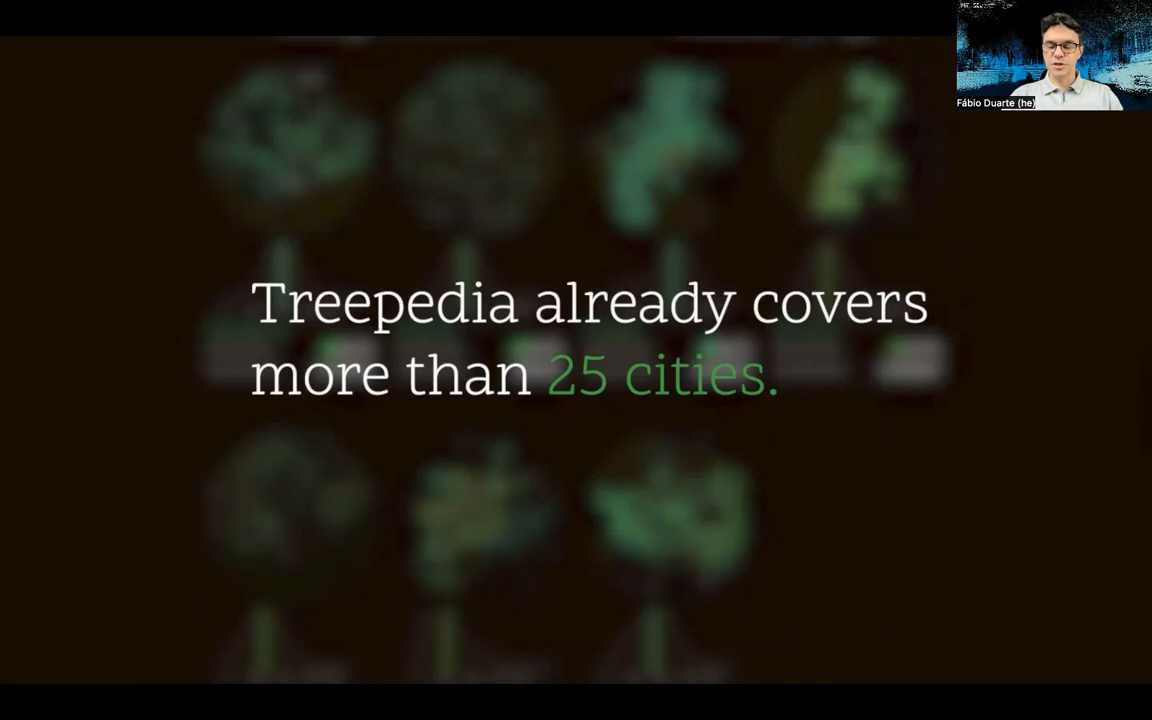 Fábio Duarte (he)
Treepedia already covers
more than 25 cities.